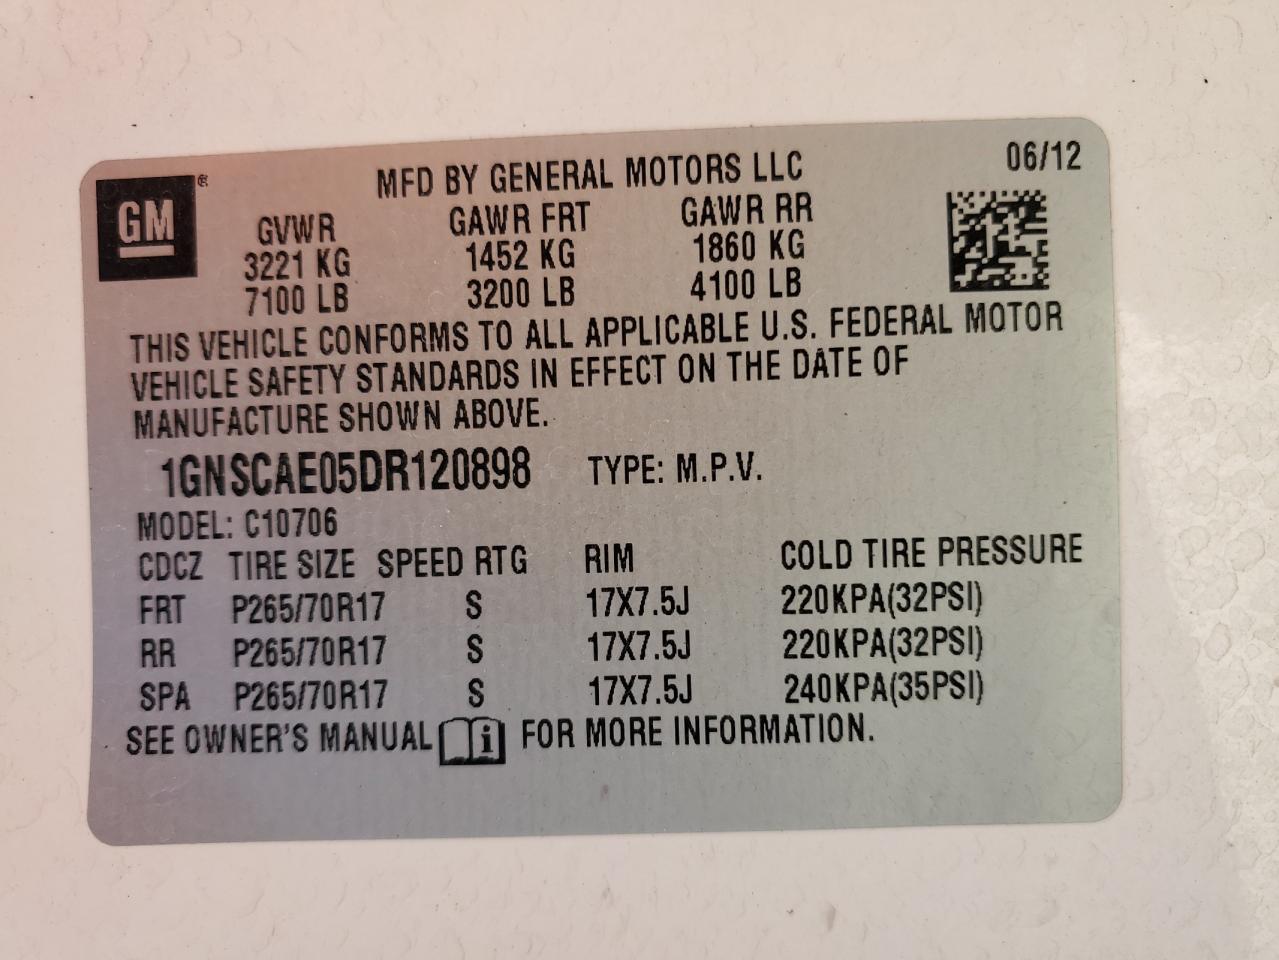 06/12
GM ®
MFD BY GENERAL MOTORS LLC
GVWR GAWR FRT GAWR RR
3221 KG 1452 KG 1860 KG
7100 LB 3200 LB 4100 LB
THIS VEHICLE CONFORMS TO ALL APPLICABLE U.S. FEDERAL MOTOR
VEHICLE SAFETY STANDARDS IN EFFECT ON THE DATE OF
MANUFACTURE SHOWN ABOVE.
1GNSCAE05DR120898 TYPE: M.P.V.
MODEL: C10706
CDCZ TIRE SIZE SPEED RTG RIM COLD TIRE PRESSURE
FRT P265/70R17 S 17X7.5J 220KPA(32PSI)
RR P265/70R17 S 17X7.5J 220KPA(32PSI)
SPA P265/70R17 S 17X7.5J 240KPA(35PSI)
SEE OWNER'S MANUAL i FOR MORE INFORMATION.